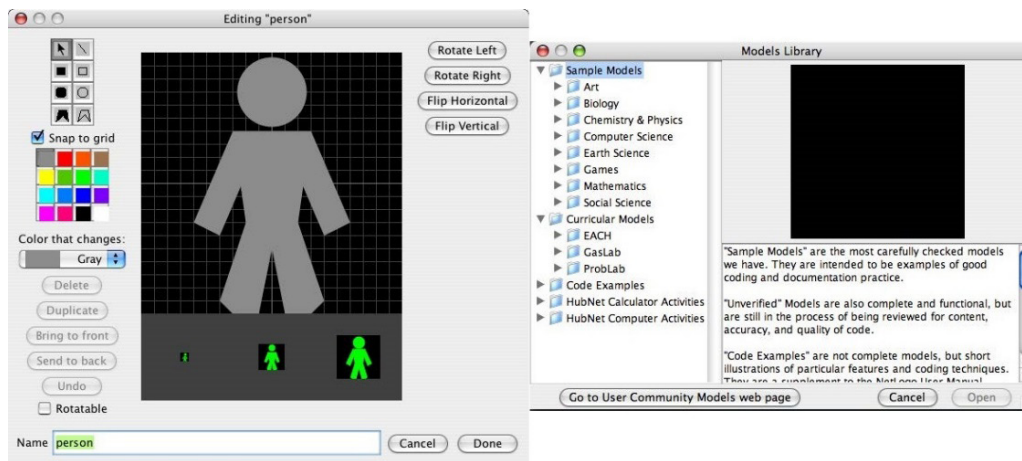 Editing "person"
Rotate Left
Rotate Right
Flip Horizontal
Flip Vertical
Snap to grid
Color that changes:
Gray
Delete
Duplicate
Bring to front
Send to back
Undo
Rotatable
Name person
Cancel
Done
Models Library
Sample Models
Art
Biology
Chemistry & Physics
Computer Science
Earth Science
Games
Mathematics
Social Science
Curricular Models
EACH
GasLab
ProbLab
Code Examples
HubNet Calculator Activities
HubNet Computer Activities
"Sample Models" are the most carefully checked models
we have. They are intended to be examples of good
coding and documentation practice.
"Unverified" Models are also complete and functional, but
are still in the process of being reviewed for content,
accuracy, and quality of code.
"Code Examples" are not complete models, but short
illustrations of particular features and coding techniques.
They are a supplement to the NetLogo User Manual.
Go to User Community Models web page
Cancel
Open